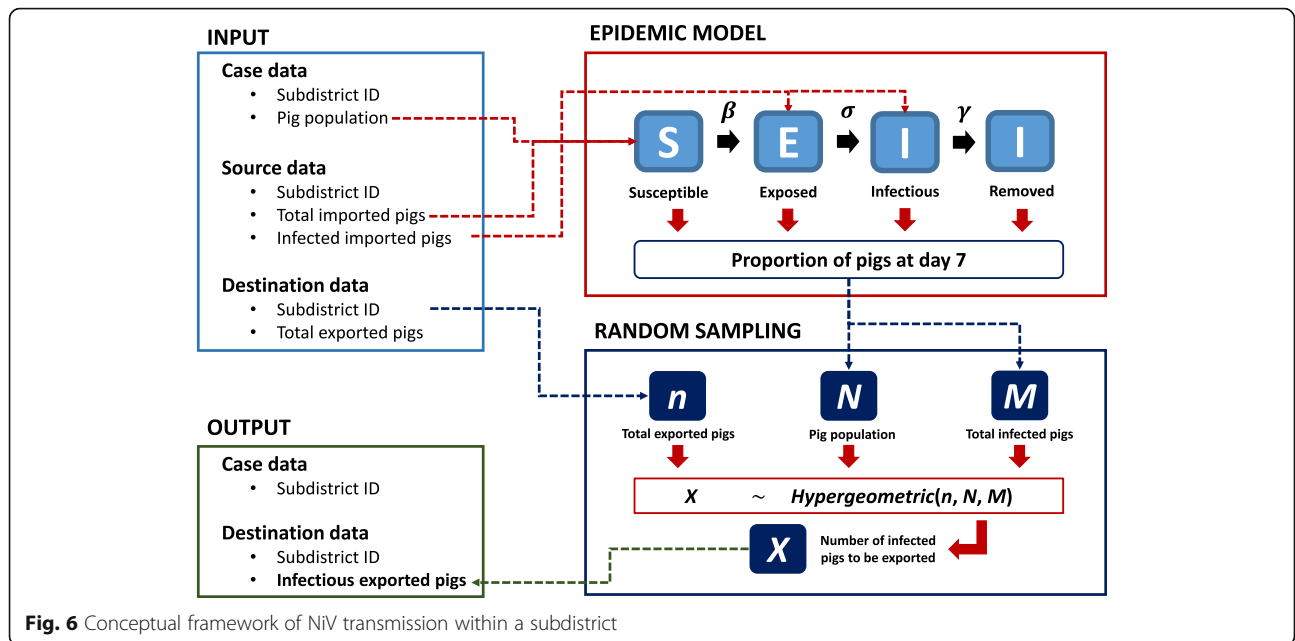 INPUT
Case data
• Subdistrict ID
• Pig population
Source data
• Subdistrict ID
• Total imported pigs
• Infected imported pigs
Destination data
• Subdistrict ID
• Total exported pigs
EPIDEMIC MODEL
β σ γ
S E I I
Susceptible Exposed Infectious Removed
Proportion of pigs at day 7
RANDOM SAMPLING
n N M
Total exported pigs Pig population Total infected pigs
X ~ Hypergeometric(n, N, M)
X
Number of infected
pigs to be exported
OUTPUT
Case data
• Subdistrict ID
Destination data
• Subdistrict ID
• Infectious exported pigs
Fig. 6 Conceptual framework of NiV transmission within a subdistrict